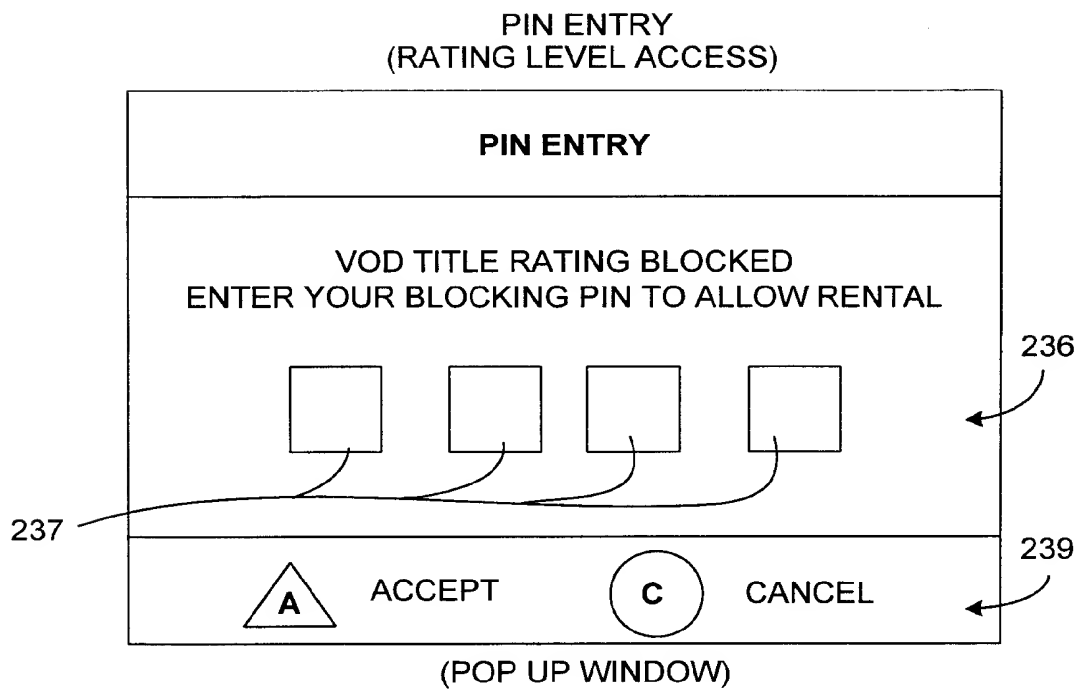 PIN ENTRY
(RATING LEVEL ACCESS)
PIN ENTRY
VOD TITLE RATING BLOCKED
ENTER YOUR BLOCKING PIN TO ALLOW RENTAL
236
237
239
A ACCEPT C CANCEL
(POP UP WINDOW)